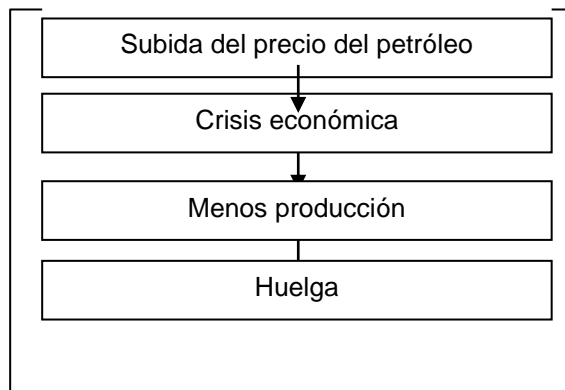 Subida del precio del petróleo
Crisis económica
Menos producción
Huelga